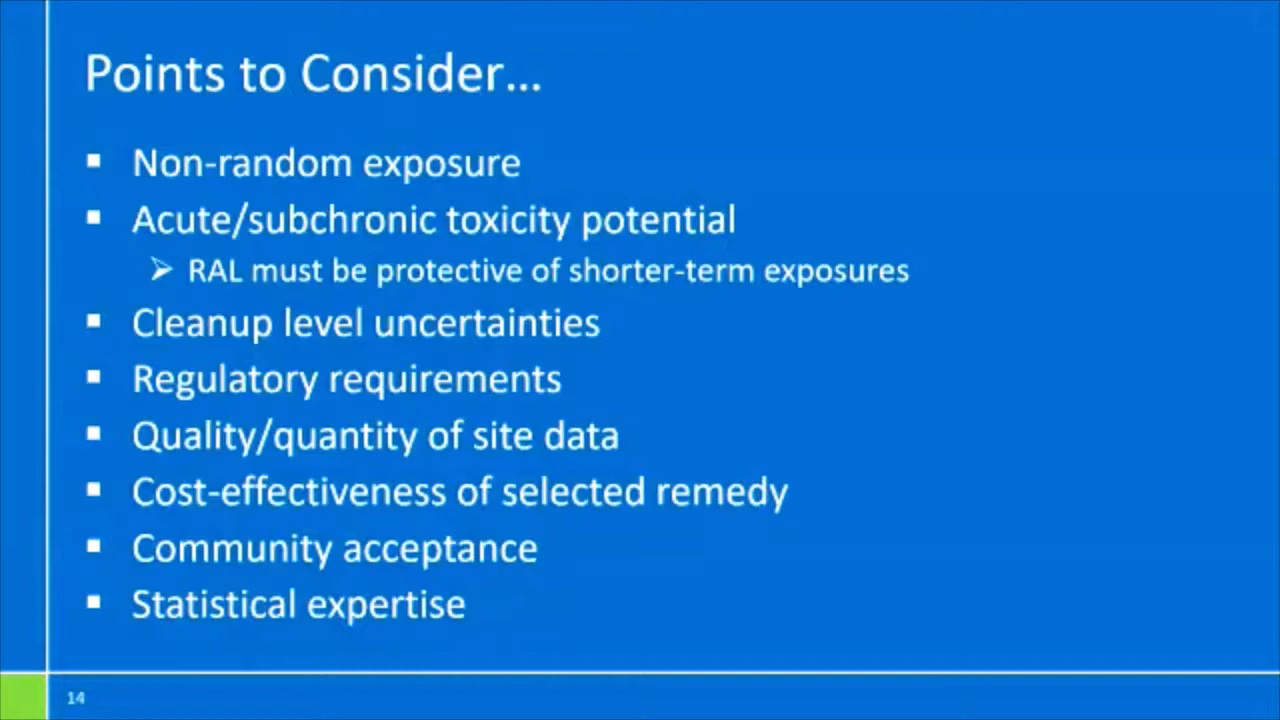 Points to Consider...
▪ Non-random exposure
▪ Acute/subchronic toxicity potential
➢ RAL must be protective of shorter-term exposures
▪ Cleanup level uncertainties
▪ Regulatory requirements
▪ Quality/quantity of site data
▪ Cost-effectiveness of selected remedy
▪ Community acceptance
▪ Statistical expertise
14